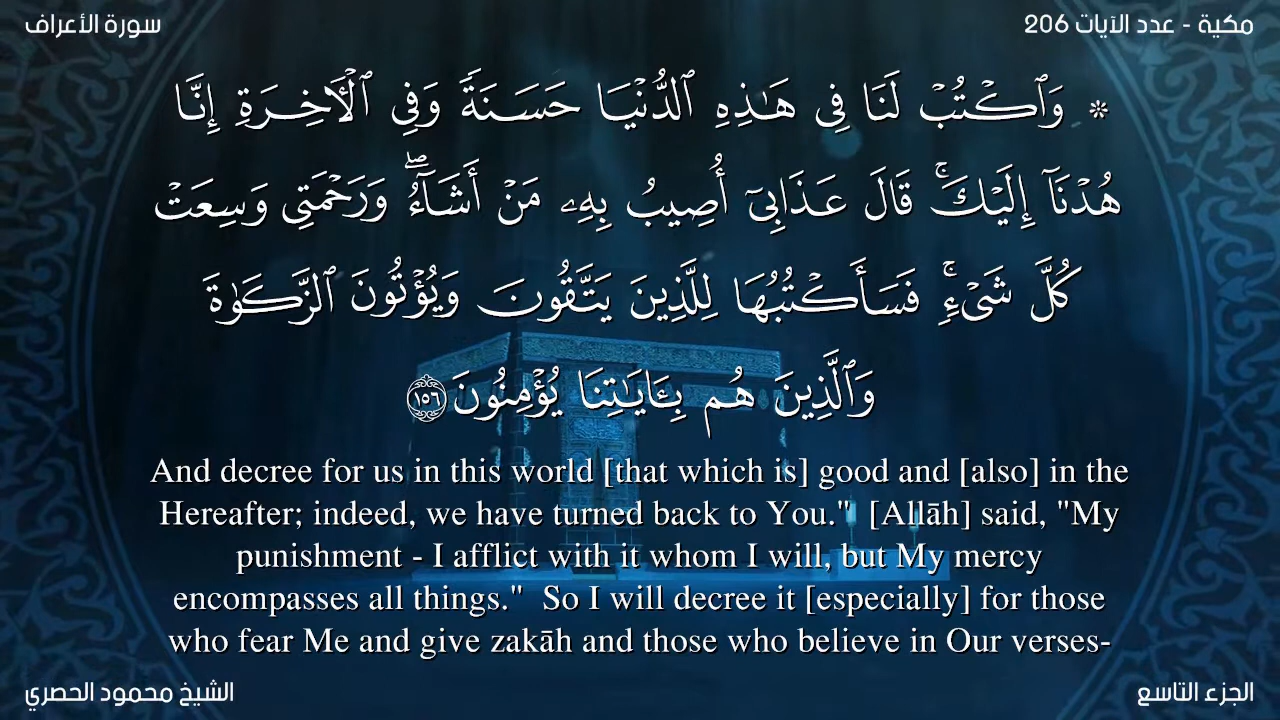 سورة الأعراف
مكية - عدد الآيات 206
۞ وَٱكْتُبْ لَنَا فِى هَـٰذِهِ ٱلدُّنْيَا حَسَنَةً وَفِى ٱلْـَٔاخِرَةِ إِنَّا
هُدْنَآ إِلَيْكَ ۚ قَالَ عَذَابِىٓ أُصِيبُ بِهِۦ مَنْ أَشَآءُ ۖ وَرَحْمَتِى وَسِعَتْ
كُلَّ شَىْءٍ ۚ فَسَأَكْتُبُهَا لِلَّذِينَ يَتَّقُونَ وَيُؤْتُونَ ٱلزَّكَوٰةَ
وَٱلَّذِينَ هُم بِـَٔايَـٰتِنَا يُؤْمِنُونَ ١٥٦
And decree for us in this world [that which is] good and [also] in the
Hereafter; indeed, we have turned back to You."  [Allāh] said, "My
punishment - I afflict with it whom I will, but My mercy
encompasses all things."  So I will decree it [especially] for those
who fear Me and give zakāh and those who believe in Our verses-
الشيخ محمود الحصري
الجزء التاسع